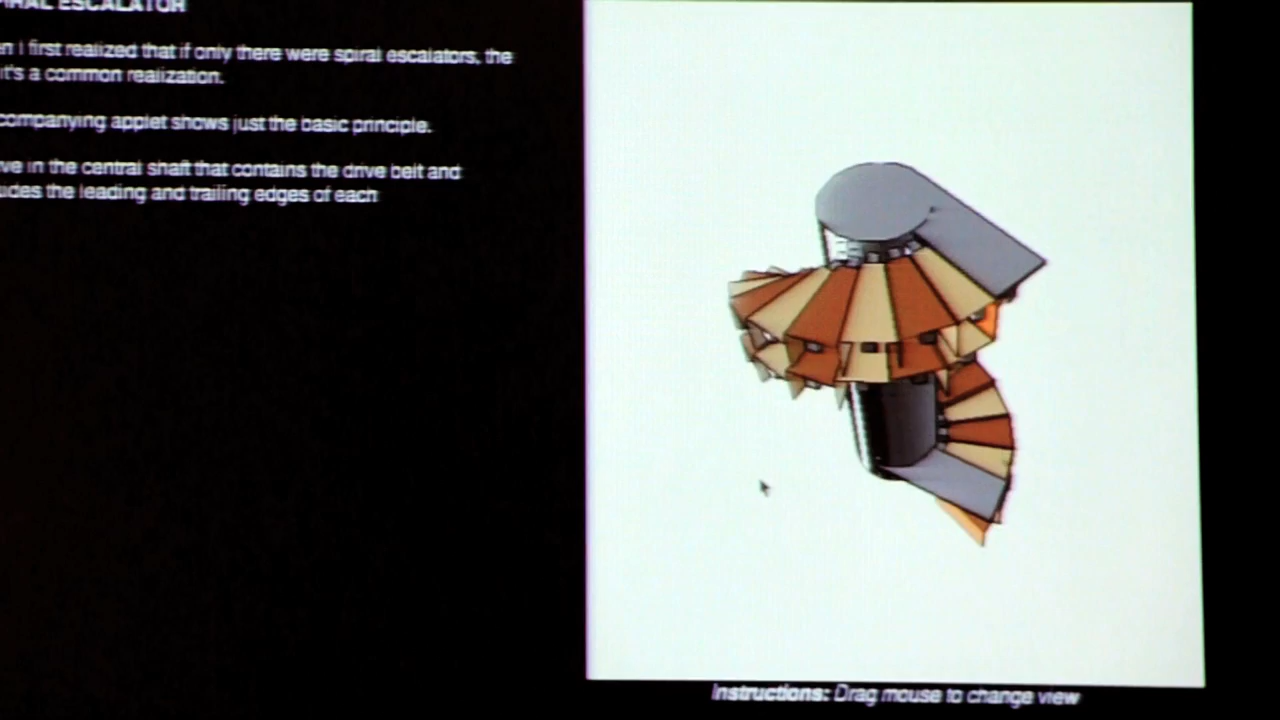 IRAL ESCALATOR
n I first realized that if only there were spiral escalators, the
it's a common realization.
companying applet shows just the basic principle.
ve in the central shaft that contains the drive belt and
udes the leading and trailing edges of each
Instructions: Drag mouse to change view